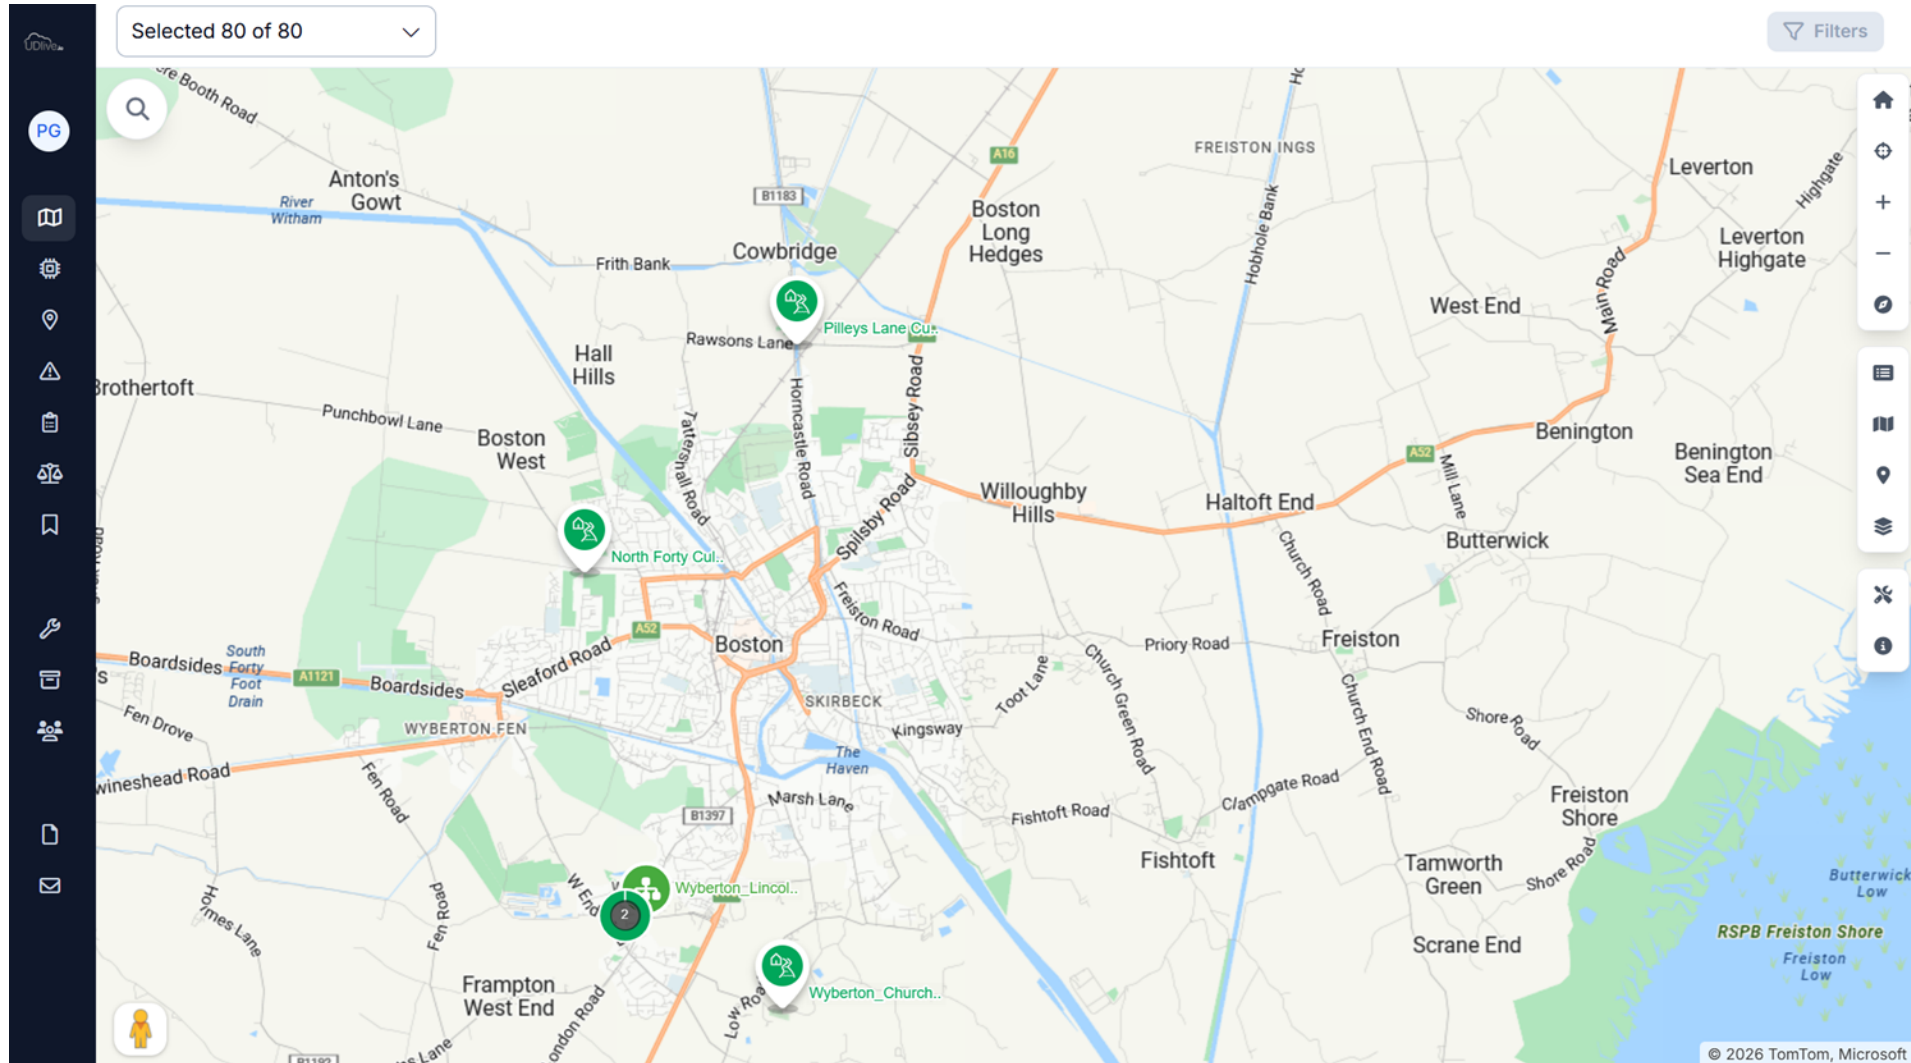 UDlive
Selected 80 of 80
Filters
PG
ere Booth Road
Anton's
Gowt
River
Witham
B1183
Cowbridge
Frith Bank
A16
Boston
Long
Hedges
FREISTON INGS
Hobhole Bank
Ho
Leverton
Highgate
Leverton
Highgate
Main Road
West End
Pilleys Lane Cu..
Rawsons Lane
Hall
Hills
Brothertoft
Punchbowl Lane
Boston
West
Tattershall Road
Horncastle Road
Sibsey Road
Spilsby Road
Willoughby
Hills
Haltoft End
A52
Mill Lane
Benington
Benington
Sea End
Butterwick
North Forty Cul..
Freiston Road
A52
Boston
Sleaford Road
Church Road
Priory Road
Freiston
Boardsides
South
Forty
Foot
Drain
A1121
Boardsides
s
Fen Drove
WYBERTON FEN
SKIRBECK
Kingsway
Toot Lane
Church Green Road
Church End Road
Shore Road
wineshead Road
Fen Road
The
Haven
Marsh Lane
B1397
Fishtoft Road
Clampgate Road
Freiston
Shore
Fishtoft
Tamworth
Green
Shore Road
Butterwick
Low
W End
Wyberton_Lincol..
2
Fen Road
Holmes Lane
RSPB Freiston Shore
Freiston
Low
Scrane End
Frampton
West End
Wyberton_Church..
Low Roa
ondon Road
B1192
s Lane
© 2026 TomTom, Microsoft